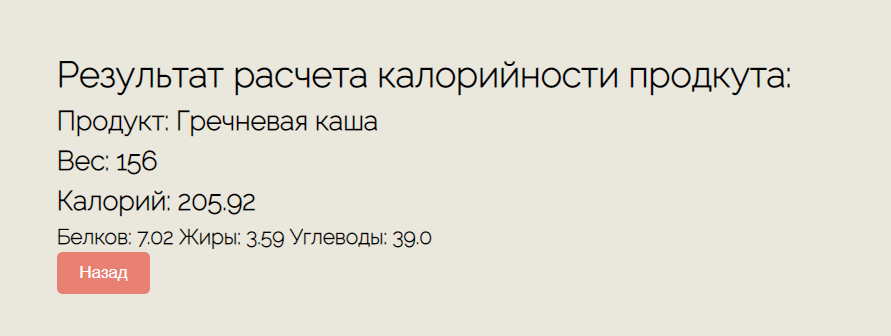 Результат расчета калорийности продкута:
Продукт: Гречневая каша
Вес: 156
Калорий: 205.92
Белков: 7.02 Жиры: 3.59 Углеводы: 39.0
Назад